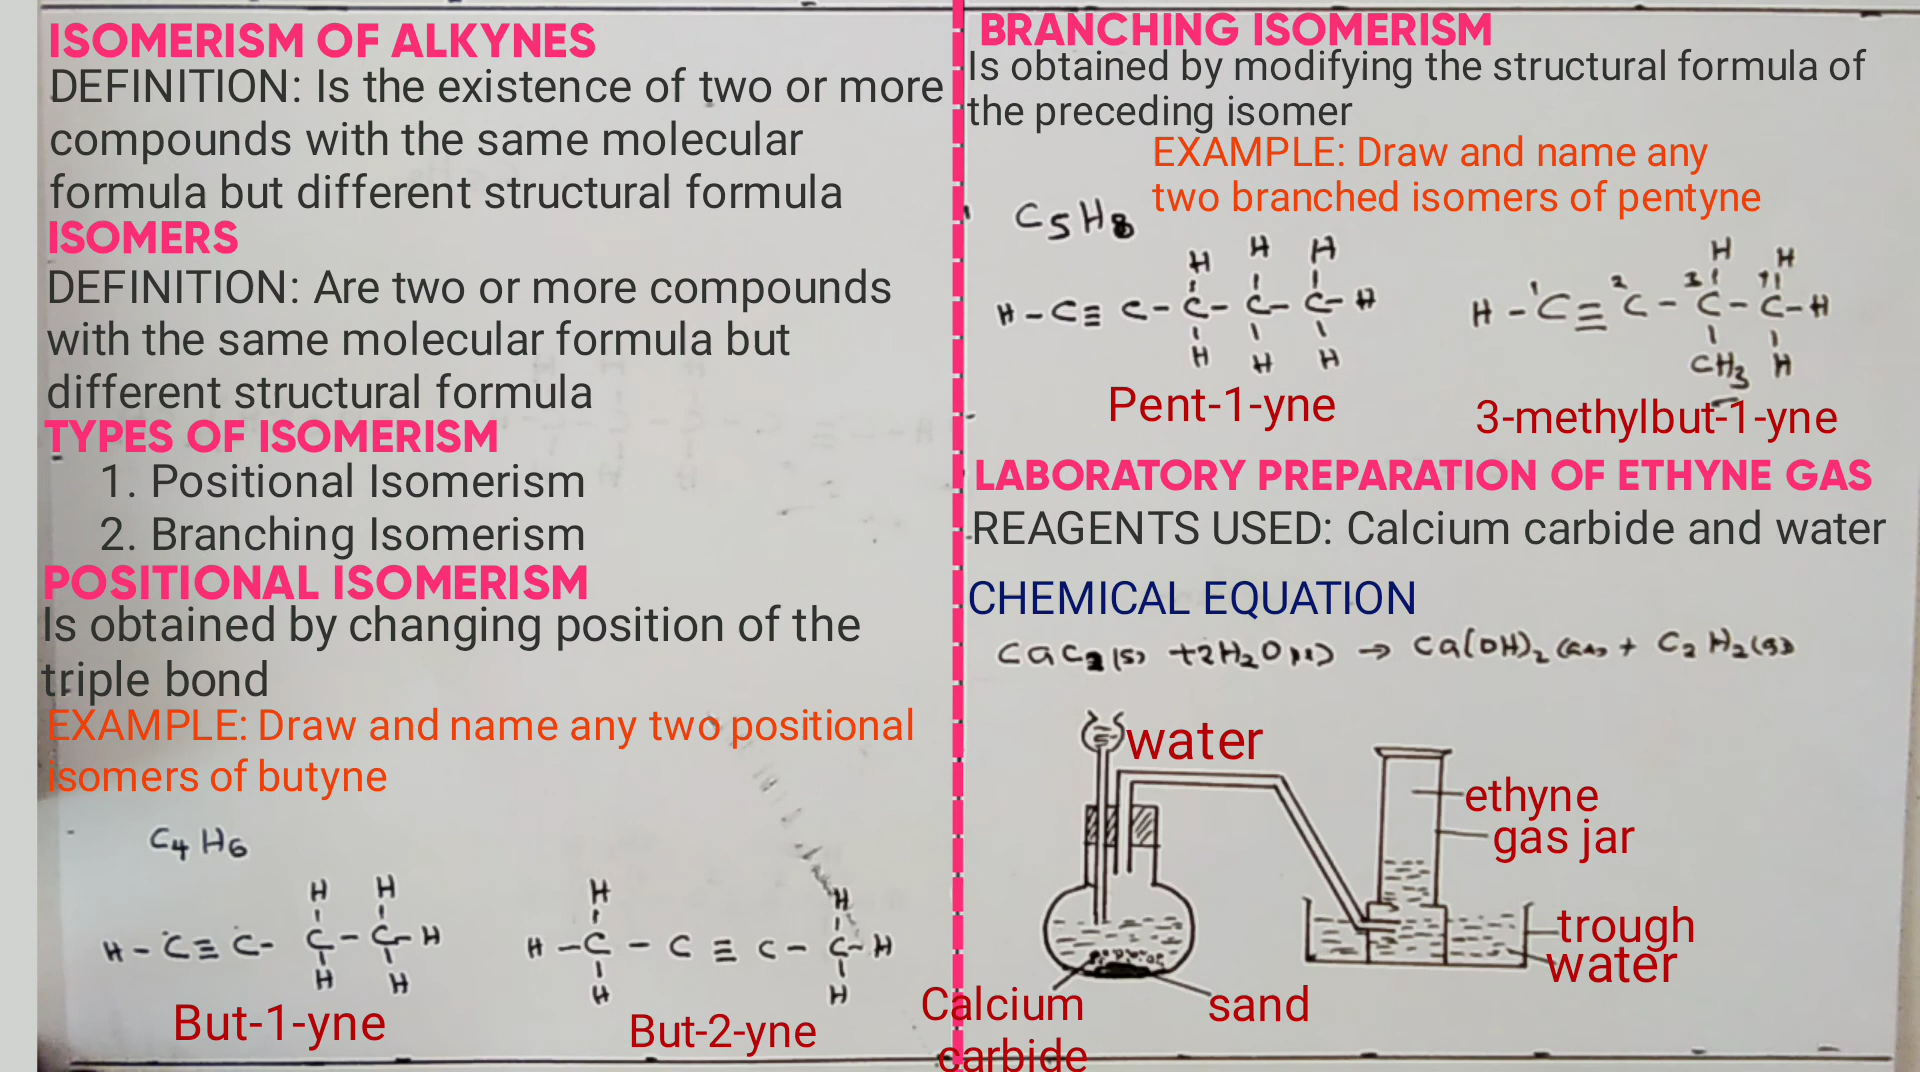 ISOMERISM OF ALKYNES
DEFINITION: Is the existence of two or more
compounds with the same molecular
formula but different structural formula
ISOMERS
DEFINITION: Are two or more compounds
with the same molecular formula but
different structural formula
TYPES OF ISOMERISM
1. Positional Isomerism
2. Branching Isomerism
POSITIONAL ISOMERISM
Is obtained by changing position of the
triple bond
EXAMPLE: Draw and name any two positional
isomers of butyne
C4H6
H H
H - C ≡ C - C - C - H
H H
But-1-yne
H H
H - C - C ≡ C - C - H
H H
But-2-yne
BRANCHING ISOMERISM
Is obtained by modifying the structural formula of
the preceding isomer
EXAMPLE: Draw and name any
two branched isomers of pentyne
C5H8
H H H
H - C ≡ C - C - C - C - H
H H H
Pent-1-yne
H H
1 2 3 4
H - C ≡ C - C - C - H
CH3 H
3-methylbut-1-yne
LABORATORY PREPARATION OF ETHYNE GAS
REAGENTS USED: Calcium carbide and water
CHEMICAL EQUATION
CaC2(s) + 2H2O(l) → Ca(OH)2(aq) + C2H2(g)
water
ethyne
gas jar
trough
water
Calcium
carbide
sand